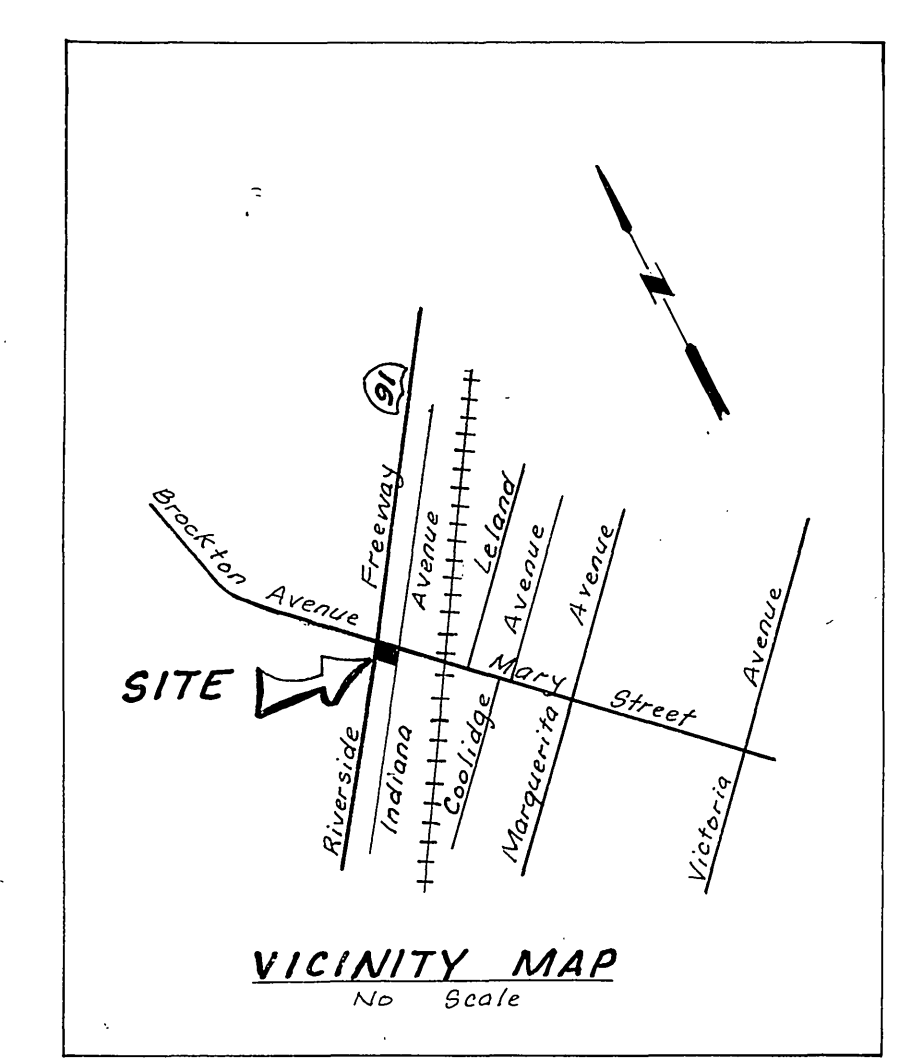 N
91
Brockton Avenue
Riverside Freeway
Indiana Avenue
Leland
Coolidge Avenue
Marguerita Avenue
Victoria Avenue
Mary Street
SITE
VICINITY MAP
No Scale